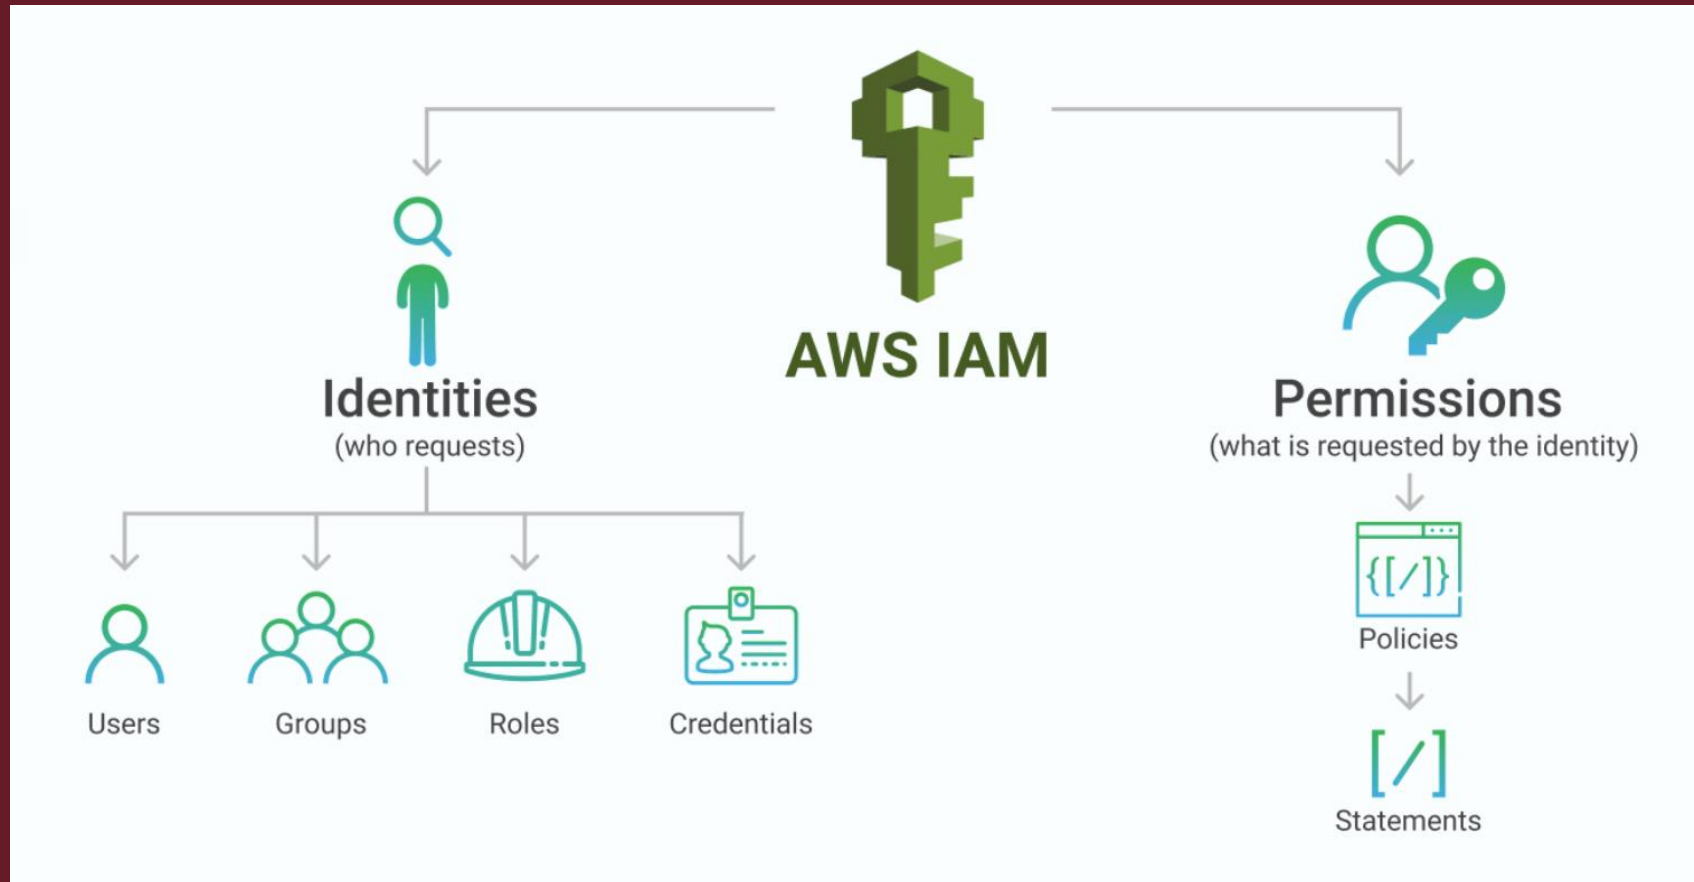 AWS IAM
Identities
(who requests)
Users
Groups
Roles
Credentials
Permissions
(what is requested by the identity)
{[/]}
Policies
[/]
Statements